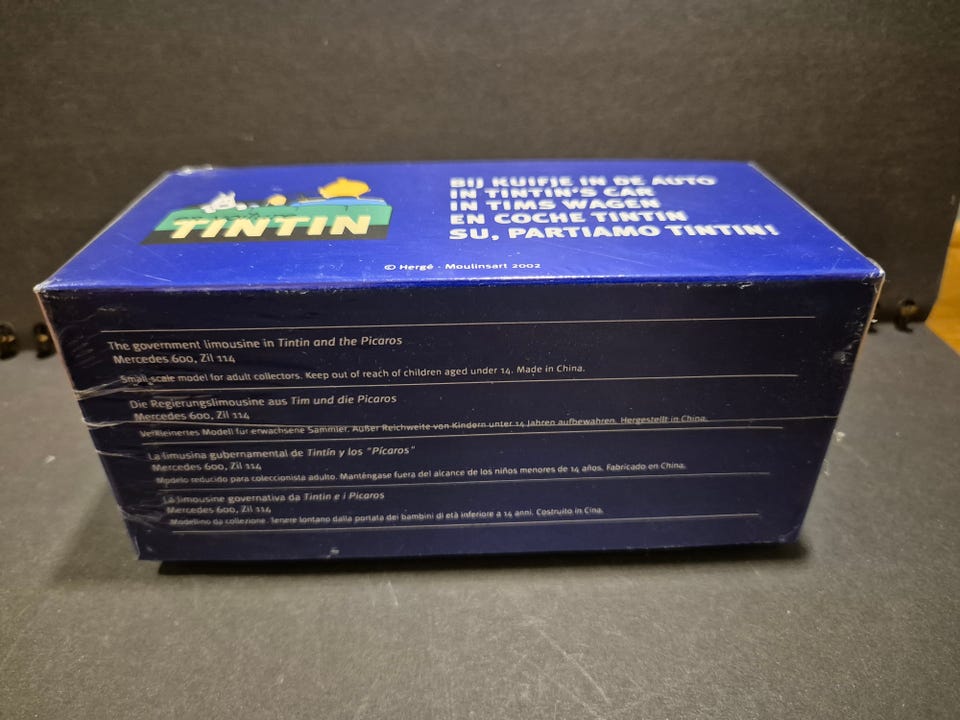 TINTIN
BIJ KUIFJE IN DE AUTO
IN TINTIN'S CAR
IN TIMS WAGEN
EN COCHE TINTIN
SU, PARTIAMO TINTIN!
© Hergé - Moulinsart 2002
The government limousine in Tintin and the Picaros
Mercedes 600, Zil 114
Small-scale model for adult collectors. Keep out of reach of children aged under 14. Made in China.
Die Regierungslimousine aus Tim und die Picaros
Mercedes 600, Zil 114
Verkleinertes Modell für erwachsene Sammler. Außer Reichweite von Kindern unter 14 Jahren aufbewahren. Hergestellt in China.
La limusina gubernamental de Tintín y los "Pícaros"
Mercedes 600, Zil 114
Modelo reducido para coleccionista adulto. Manténgase fuera del alcance de los niños menores de 14 años. Fabricado en China.
La limousine governativa da Tintin e i Picaros
Mercedes 600, Zil 114
Modellino da collezione. Tenere lontano dalla portata dei bambini di età inferiore a 14 anni. Costruito in Cina.